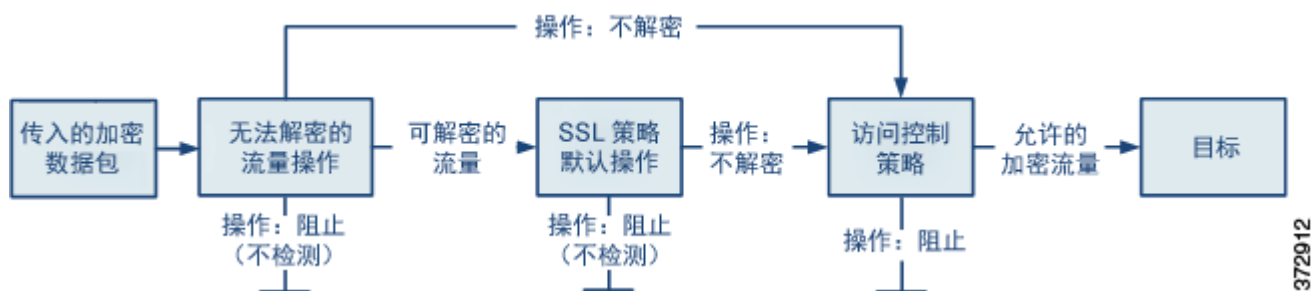 操作：不解密
传入的加密
数据包
无法解密的
流量操作
可解密的
流量
SSL 策略
默认操作
操作：
不解密
访问控制
策略
允许的
加密流量
目标
操作：阻止
（不检测）
操作：阻止
（不检测）
操作：阻止
372912